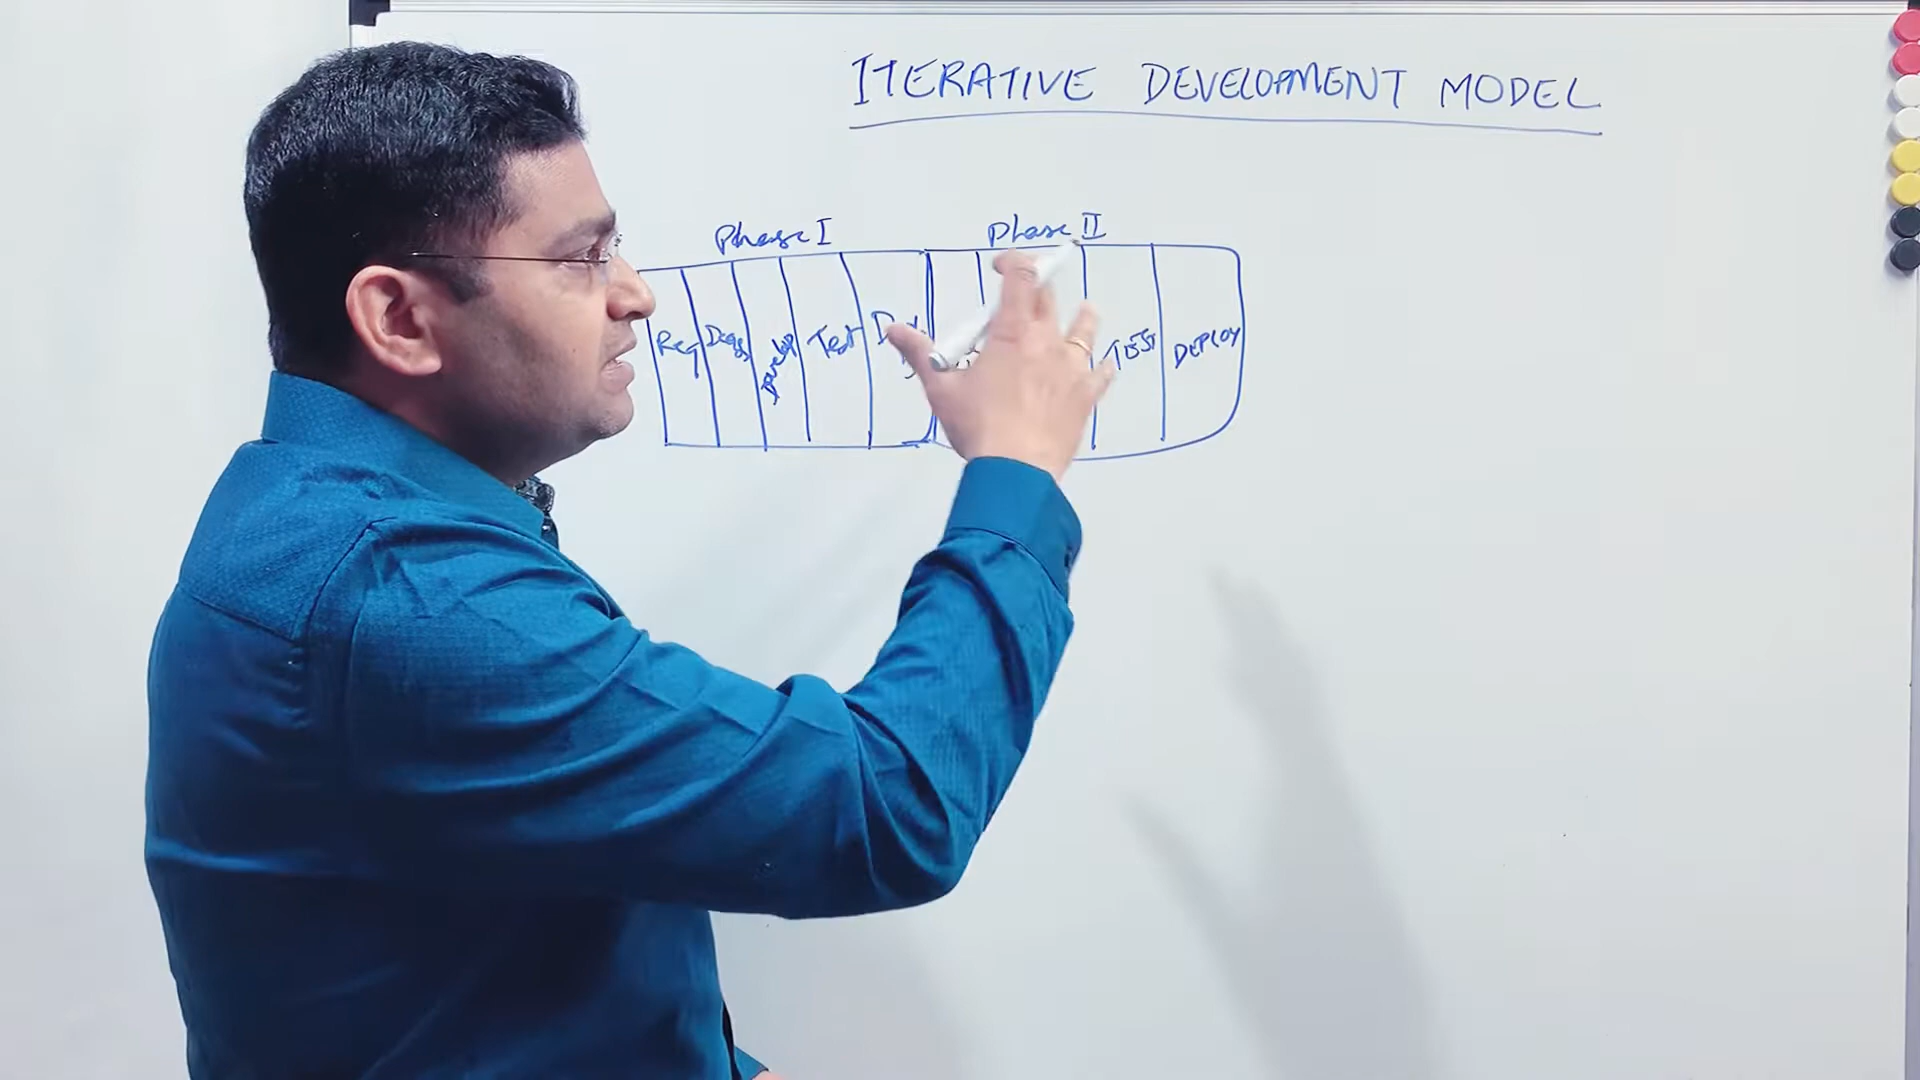 ITERATIVE DEVELOPMENT MODEL
Phase I Phase II
Req Desg Develop Test TEST DEPLOY